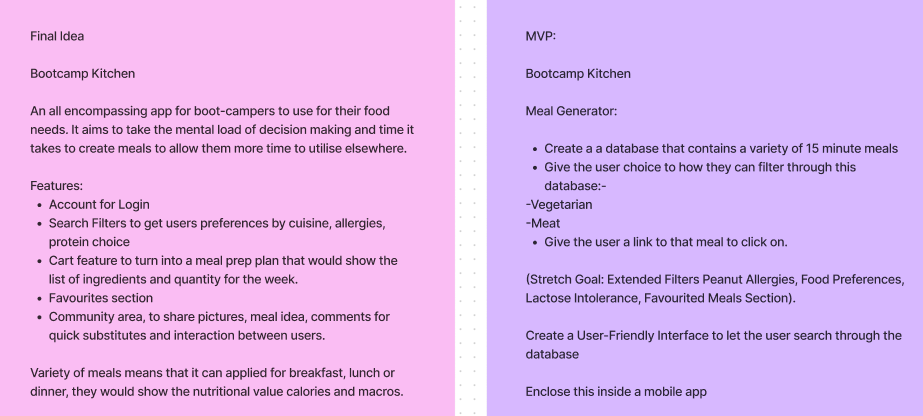 Final Idea
Bootcamp Kitchen
An all encompassing app for boot-campers to use for their food
needs. It aims to take the mental load of decision making and time it
takes to create meals to allow them more time to utilise elsewhere.
Features:
• Account for Login
• Search Filters to get users preferences by cuisine, allergies,
protein choice
• Cart feature to turn into a meal prep plan that would show the
list of ingredients and quantity for the week.
• Favourites section
• Community area, to share pictures, meal idea, comments for
quick substitutes and interaction between users.
Variety of meals means that it can applied for breakfast, lunch or
dinner, they would show the nutritional value calories and macros.
MVP:
Bootcamp Kitchen
Meal Generator:
• Create a a database that contains a variety of 15 minute meals
• Give the user choice to how they can filter through this
database:-
-Vegetarian
-Meat
• Give the user a link to that meal to click on.
(Stretch Goal: Extended Filters Peanut Allergies, Food Preferences,
Lactose Intolerance, Favourited Meals Section).
Create a User-Friendly Interface to let the user search through the
database
Enclose this inside a mobile app